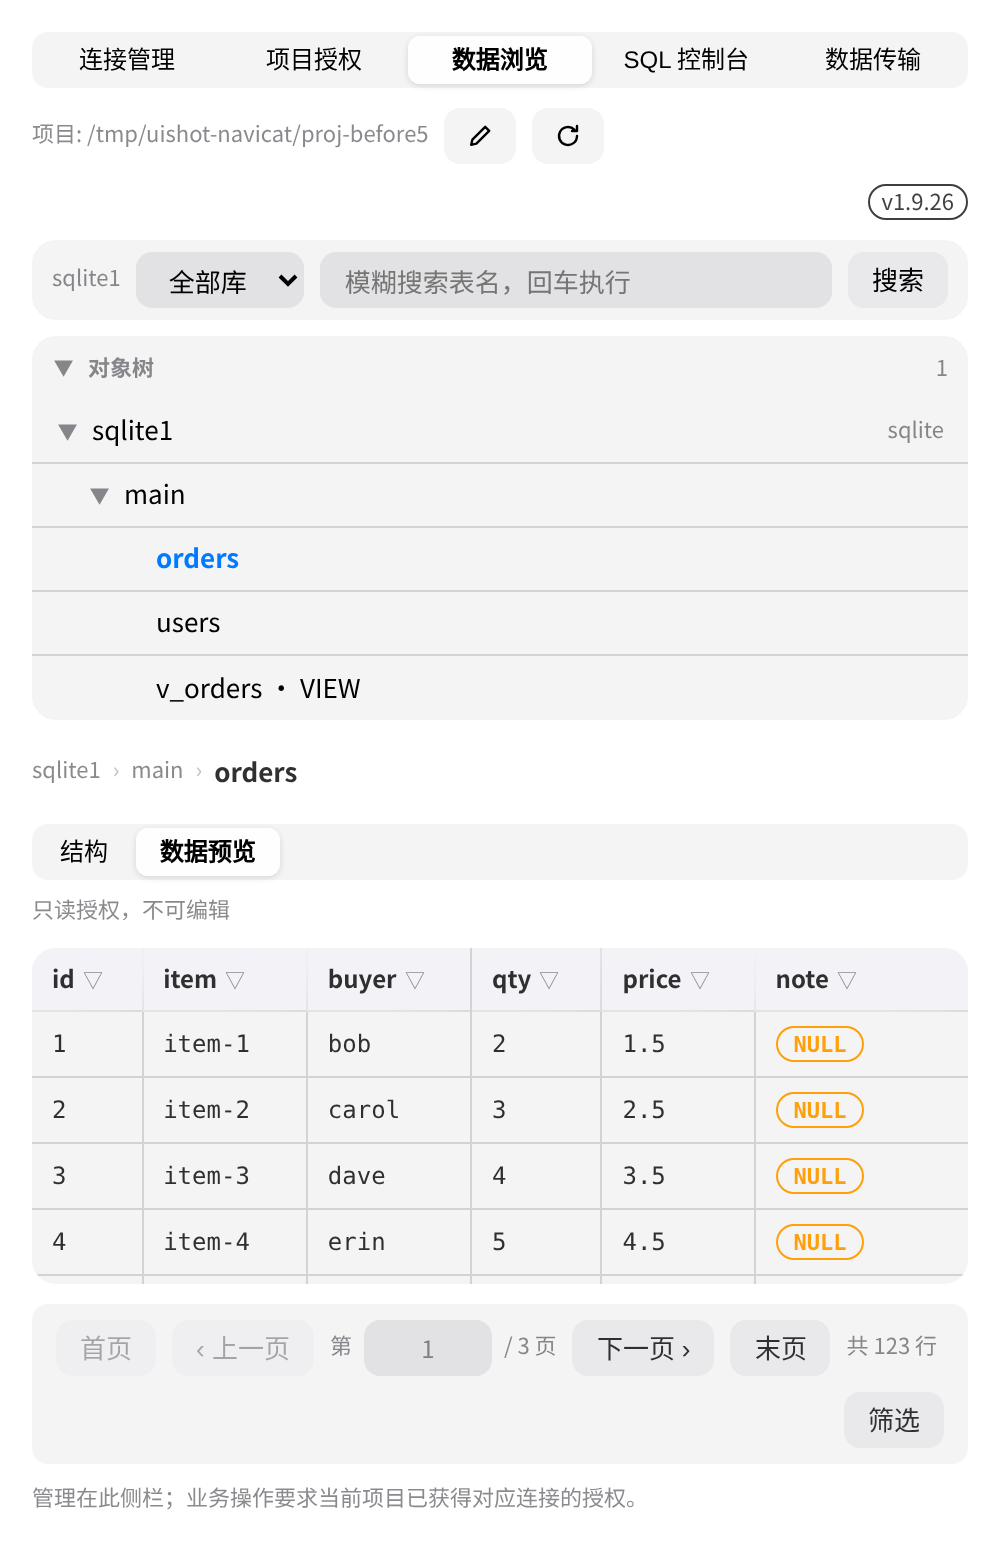 连接管理 项目授权 数据浏览 SQL 控制台 数据传输
项目: /tmp/uishot-navicat/proj-before5
v1.9.26
sqlite1 全部库 模糊搜索表名，回车执行 搜索
▼ 对象树 1
▼ sqlite1 sqlite
▼ main
orders
users
v_orders · VIEW
sqlite1 › main › orders
结构 数据预览
只读授权，不可编辑
id ▽ item ▽ buyer ▽ qty ▽ price ▽ note ▽
1 item-1 bob 2 1.5 NULL
2 item-2 carol 3 2.5 NULL
3 item-3 dave 4 3.5 NULL
4 item-4 erin 5 4.5 NULL
首页 ‹ 上一页 第 1 / 3 页 下一页 › 末页 共 123 行
筛选
管理在此侧栏；业务操作要求当前项目已获得对应连接的授权。